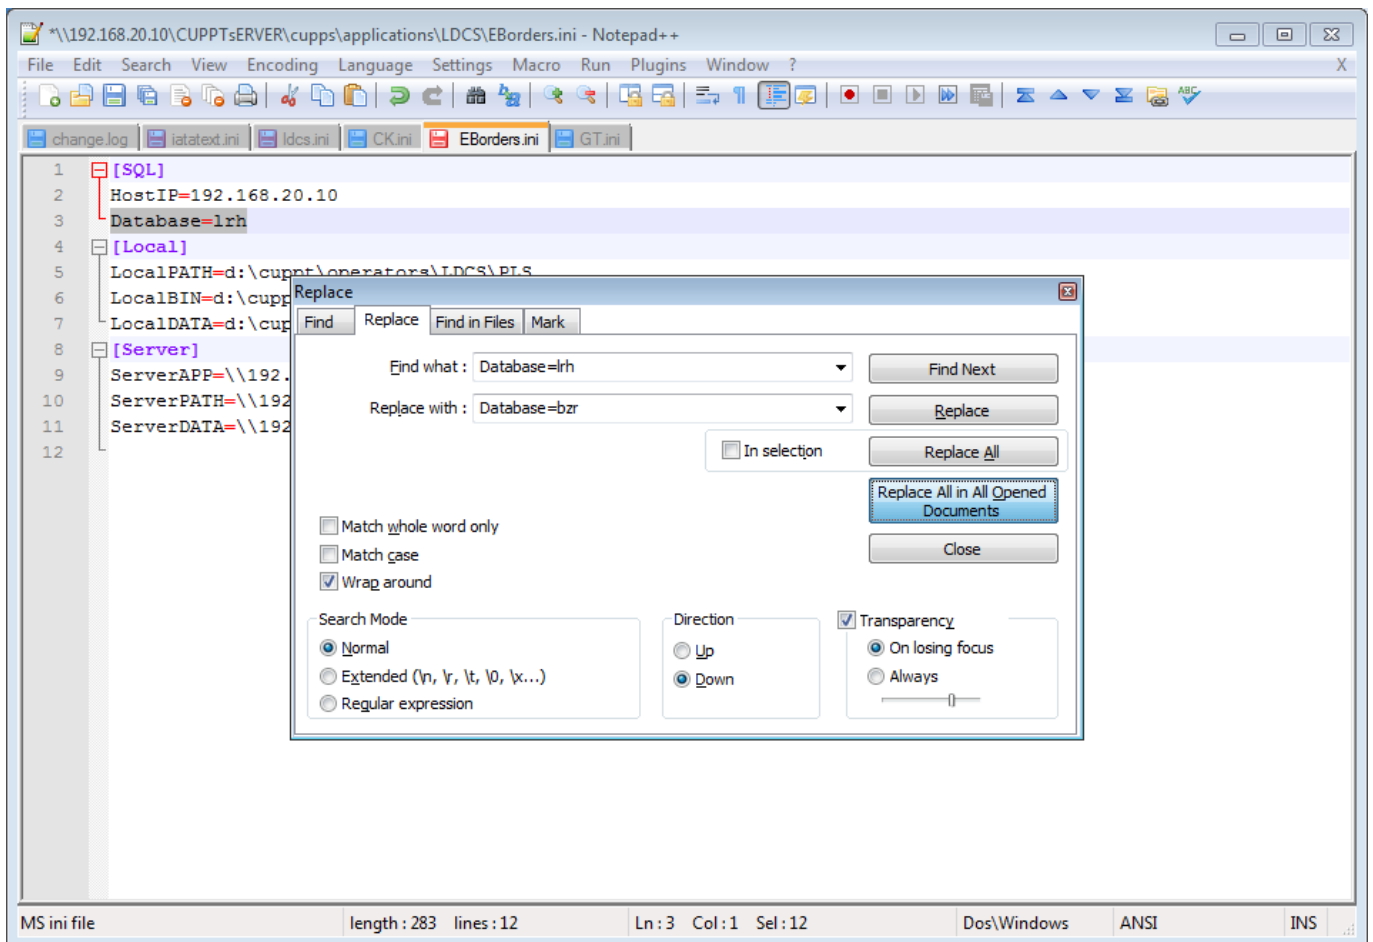 *\\192.168.20.10\CUPPTsERVER\cupps\applications\LDCS\EBorders.ini - Notepad++
File Edit Search View Encoding Language Settings Macro Run Plugins Window ? X
change.log iatatext.ini ldcs.ini CK.ini EBorders.ini GT.ini
1 [SQL]
2 HostIP=192.168.20.10
3 Database=lrh
4 [Local]
5 LocalPATH=d:\cuppt\operators\LDCS\PLS
6 LocalBIN=d:\cupp
7 LocalDATA=d:\cup
8 [Server]
9 ServerAPP=\\192.
10 ServerPATH=\\192
11 ServerDATA=\\192
12
Replace
Find Replace Find in Files Mark
Find what : Database=lrh Find Next
Replace with : Database=bzr Replace
In selection Replace All
Replace All in All Opened
Documents
Match whole word only
Match case Close
Wrap around
Search Mode Direction Transparency
Normal Up On losing focus
Extended (\n, \r, \t, \0, \x...) Down Always
Regular expression
MS ini file length : 283 lines : 12 Ln : 3 Col : 1 Sel : 12 Dos\Windows ANSI INS